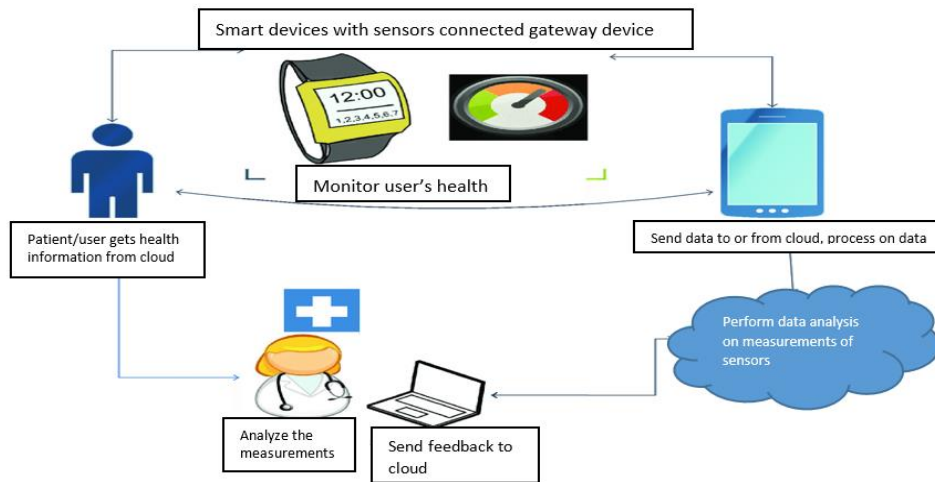 Smart devices with sensors connected gateway device
12:00
1,2,3,4,5,6,7
Monitor user's health
Patient/user gets health
information from cloud
Send data to or from cloud, process on data
Perform data analysis
on measurements of
sensors
Analyze the
measurements
Send feedback to
cloud